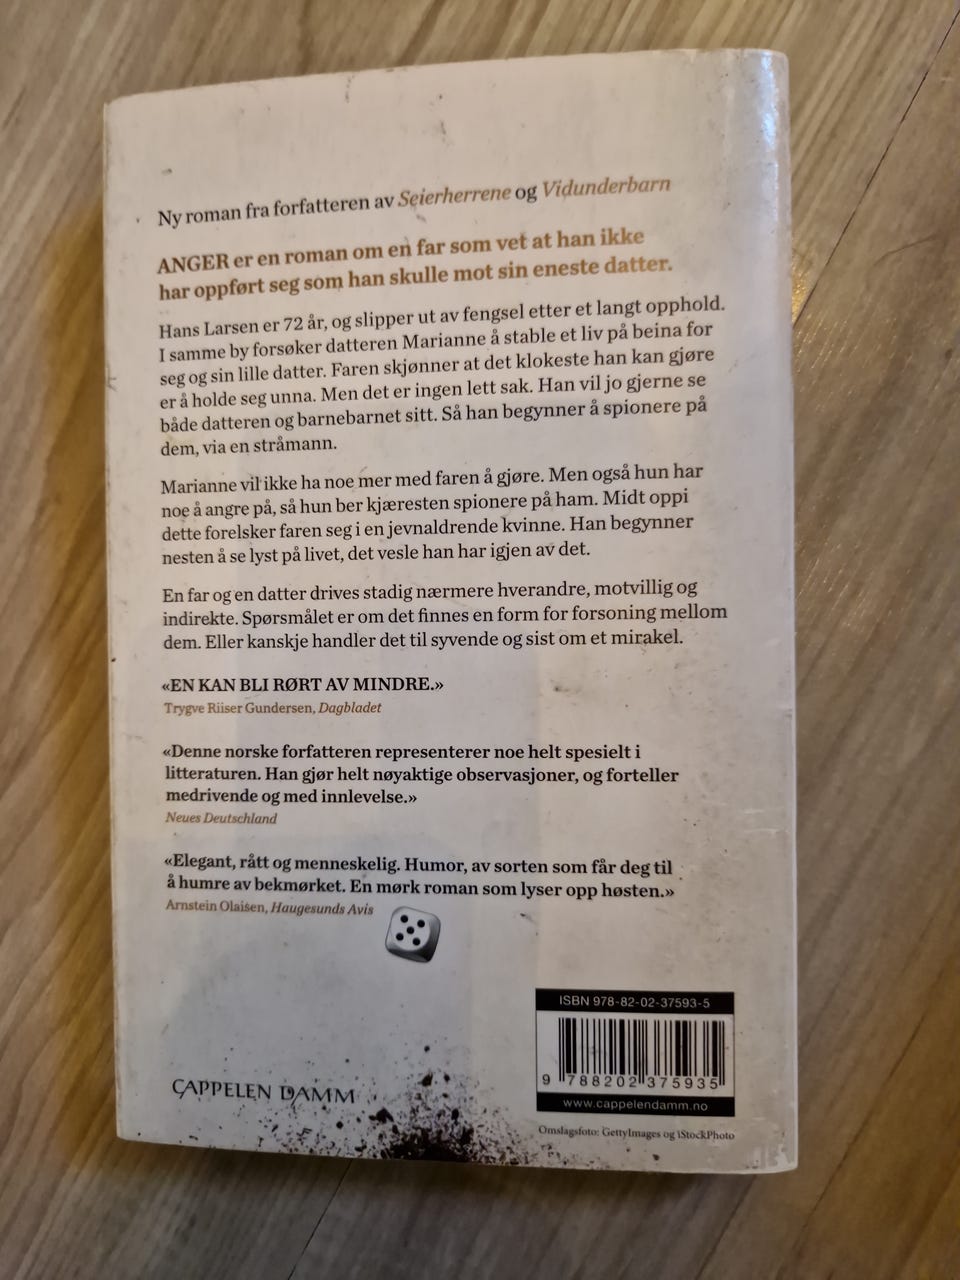 Ny roman fra forfatteren av Seierherrene og Vidunderbarn
ANGER er en roman om en far som vet at han ikke
har oppført seg som han skulle mot sin eneste datter.
Hans Larsen er 72 år, og slipper ut av fengsel etter et langt opphold.
I samme by forsøker datteren Marianne å stable et liv på beina for
seg og sin lille datter. Faren skjønner at det klokeste han kan gjøre
er å holde seg unna. Men det er ingen lett sak. Han vil jo gjerne se
både datteren og barnebarnet sitt. Så han begynner å spionere på
dem, via en stråmann.
Marianne vil ikke ha noe mer med faren å gjøre. Men også hun har
noe å angre på, så hun ber kjæresten spionere på ham. Midt oppi
dette forelsker faren seg i en jevnaldrende kvinne. Han begynner
nesten å se lyst på livet, det vesle han har igjen av det.
En far og en datter drives stadig nærmere hverandre, motvillig og
indirekte. Spørsmålet er om det finnes en form for forsoning mellom
dem. Eller kanskje handler det til syvende og sist om et mirakel.
«EN KAN BLI RØRT AV MINDRE.»
Trygve Riiser Gundersen, Dagbladet
«Denne norske forfatteren representerer noe helt spesielt i
litteraturen. Han gjør helt nøyaktige observasjoner, og forteller
medrivende og med innlevelse.»
Neues Deutschland
«Elegant, rått og menneskelig. Humor, av sorten som får deg til
å humre av bekmørket. En mørk roman som lyser opp høsten.»
Arnstein Olaisen, Haugesunds Avis
ISBN 978-82-02-37593-5
9 788202 375935
www.cappelendamm.no
CAPPELEN DAMM
Omslagsfoto: GettyImages og iStockPhoto